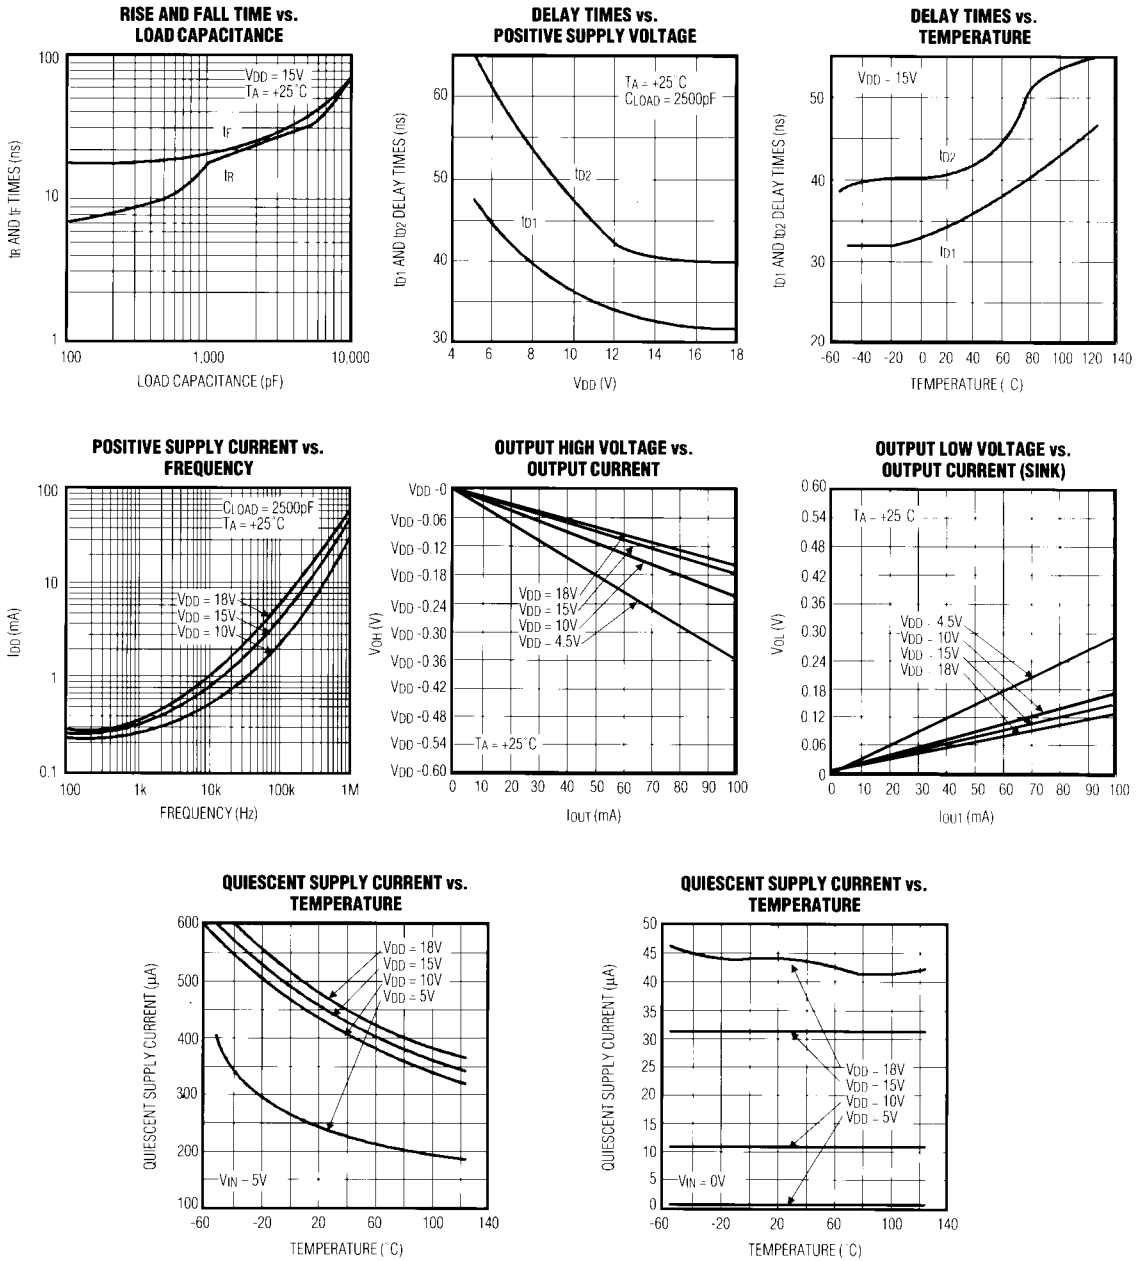 RISE AND FALL TIME vs.
LOAD CAPACITANCE
100
10
1
tR AND tF TIMES (ns)
VDD = 15V
TA = +25°C
tF
tR
100 1,000 10,000
LOAD CAPACITANCE (pF)
DELAY TIMES vs.
POSITIVE SUPPLY VOLTAGE
60
50
40
30
tD1 AND tD2 DELAY TIMES (ns)
TA = +25°C
CLOAD = 2500pF
tD2
tD1
4 6 8 10 12 14 16 18
VDD (V)
DELAY TIMES vs.
TEMPERATURE
50
40
30
20
tD1 AND tD2 DELAY TIMES (ns)
VDD - 15V
tD2
tD1
-60 -40 -20 0 20 40 60 80 100 120 140
TEMPERATURE (°C)
POSITIVE SUPPLY CURRENT vs.
FREQUENCY
100
10
1
0.1
IDD (mA)
CLOAD = 2500pF
TA = +25°C
VDD = 18V
VDD = 15V
VDD = 10V
100 1k 10k 100k 1M
FREQUENCY (Hz)
OUTPUT HIGH VOLTAGE vs.
OUTPUT CURRENT
VDD -0
VDD -0.06
VDD -0.12
VDD -0.18
VDD -0.24
VDD -0.30
VDD -0.36
VDD -0.42
VDD -0.48
VDD -0.54
VDD -0.60
VOH (V)
VDD = 18V
VDD = 15V
VDD = 10V
VDD - 4.5V
TA = +25°C
0 10 20 30 40 50 60 70 80 90 100
IOUT (mA)
OUTPUT LOW VOLTAGE vs.
OUTPUT CURRENT (SINK)
0.60
0.54
0.48
0.42
0.36
0.30
0.24
0.18
0.12
0.06
0
VOL (V)
TA - +25°C
VDD - 4.5V
VDD - 10V
VDD - 15V
VDD - 18V
0 10 20 30 40 50 60 70 80 90 100
IOUT (mA)
QUIESCENT SUPPLY CURRENT vs.
TEMPERATURE
600
500
400
300
200
100
QUIESCENT SUPPLY CURRENT (µA)
VDD = 18V
VDD = 15V
VDD = 10V
VDD = 5V
VIN - 5V
-60 -20 20 60 100 140
TEMPERATURE (°C)
QUIESCENT SUPPLY CURRENT vs.
TEMPERATURE
50
45
40
35
30
25
20
15
10
5
0
QUIESCENT SUPPLY CURRENT (µA)
VDD - 18V
VDD - 15V
VDD - 10V
VDD - 5V
VIN = 0V
-60 -20 20 60 100 140
TEMPERATURE (°C)